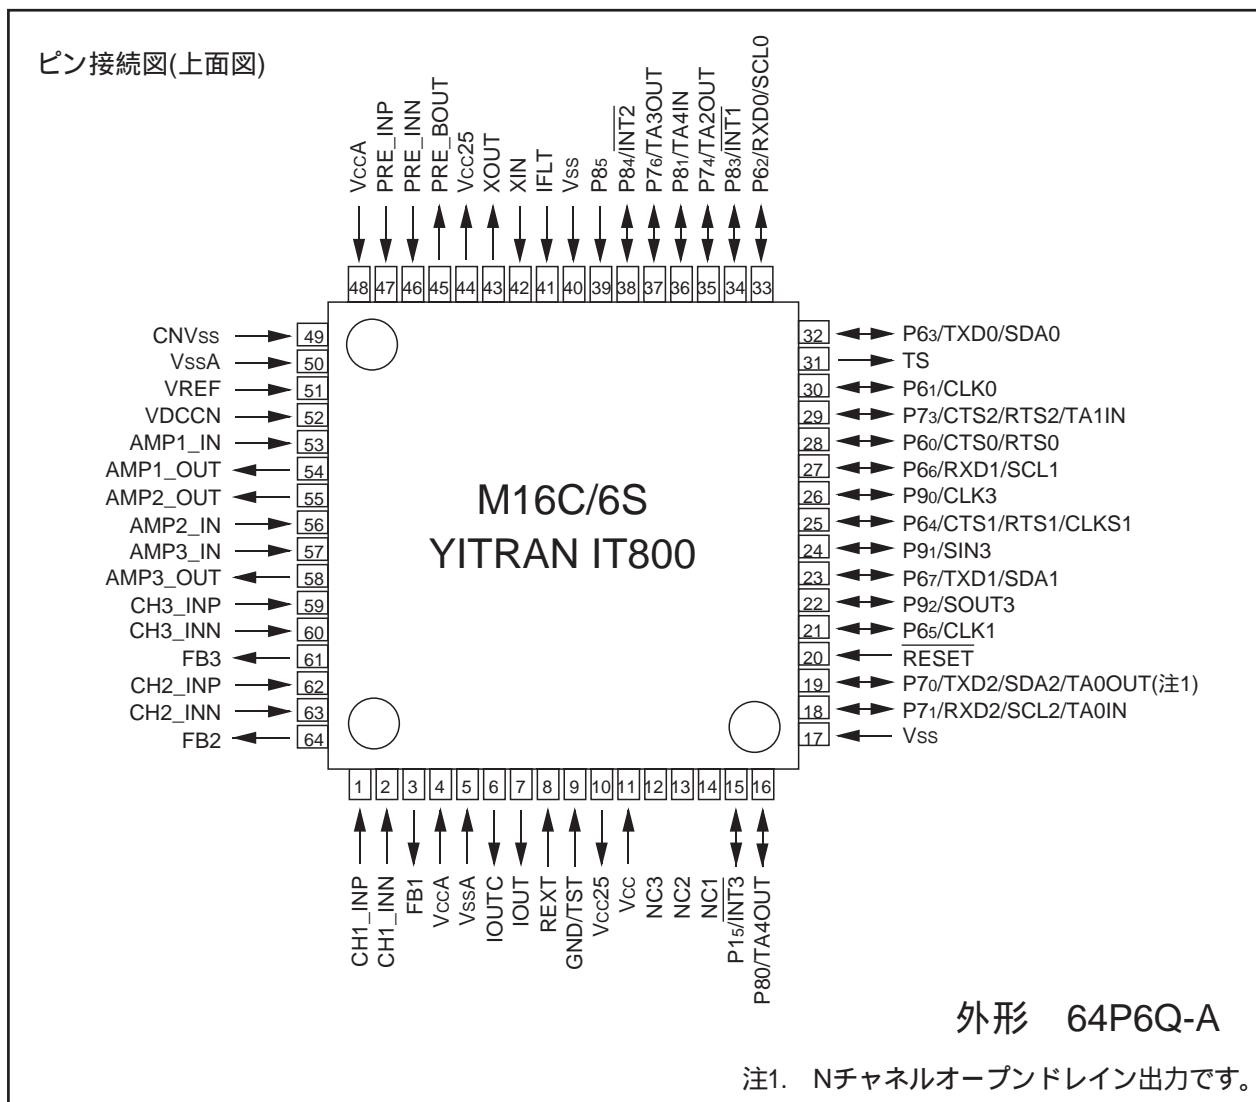 ピン接続図(上面図)
VccA
PRE_INP
PRE_INN
PRE_BOUT
Vcc25
XOUT
XIN
IFLT
Vss
P85
P84/INT2
P76/TA3OUT
P81/TA4IN
P74/TA2OUT
P83/INT1
P62/RXD0/SCL0
48 47 46 45 44 43 42 41 40 39 38 37 36 35 34 33
CNVss 49
VssA 50
VREF 51
VDCCN 52
AMP1_IN 53
AMP1_OUT 54
AMP2_OUT 55
AMP2_IN 56
AMP3_IN 57
AMP3_OUT 58
CH3_INP 59
CH3_INN 60
FB3 61
CH2_INP 62
CH2_INN 63
FB2 64
M16C/6S
YITRAN IT800
32 P63/TXD0/SDA0
31 TS
30 P61/CLK0
29 P73/CTS2/RTS2/TA1IN
28 P60/CTS0/RTS0
27 P66/RXD1/SCL1
26 P90/CLK3
25 P64/CTS1/RTS1/CLKS1
24 P91/SIN3
23 P67/TXD1/SDA1
22 P92/SOUT3
21 P65/CLK1
20 RESET
19 P70/TXD2/SDA2/TA0OUT(注1)
18 P71/RXD2/SCL2/TA0IN
17 Vss
1 2 3 4 5 6 7 8 9 10 11 12 13 14 15 16
CH1_INP
CH1_INN
FB1
VccA
VssA
IOUTC
IOUT
REXT
GND/TST
Vcc25
Vcc
NC3
NC2
NC1
P15/INT3
P80/TA4OUT
外形 64P6Q-A
注1. Nチャネルオープンドレイン出力です。